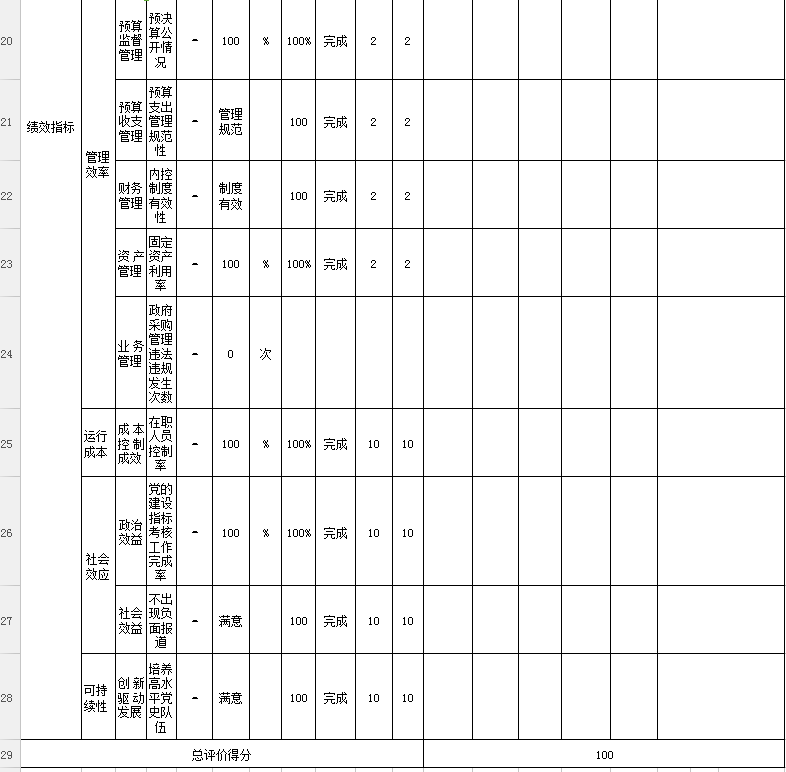 20 预算监督管理 预决算公开情况 - 100 % 100% 完成 2 2
绩效指标
管理效率
21 预算收支管理 预算支出管理规范性 - 管理规范 100 完成 2 2
22 财务管理 内控制度有效性 - 制度有效 100 完成 2 2
23 资产管理 固定资产利用率 - 100 % 100% 完成 2 2
24 业务管理 政府采购管理违法违规发生次数 - 0 次
25 运行成本 成本控制成效 在职人员控制率 - 100 % 100% 完成 10 10
社会效应
26 政治效益 党的建设指标考核工作完成率 - 100 % 100% 完成 10 10
27 社会效益 不出现负面报道 - 满意 100 完成 10 10
28 可持续性 创新驱动发展 培养高水平党史队伍 - 满意 100 完成 10 10
29 总评价得分 100